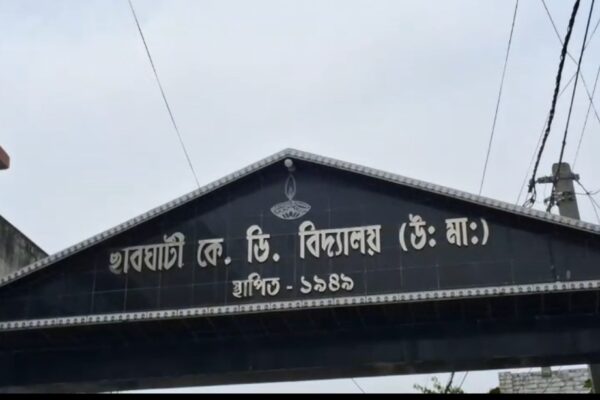 ছাবঘাটী কে. ডি. বিদ্যালয় (উ: মা:)
স্থাপিত - ১৯৪৯